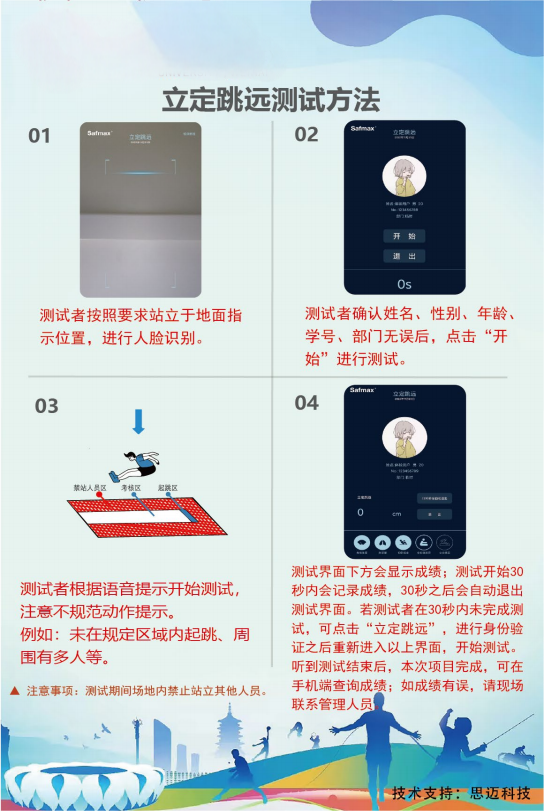 立定跳远测试方法
01
Safmax
立定跳远
测试者按照要求站立于地面指
示位置，进行人脸识别。
02
Safmax
立定跳远
开 始
退 出
0s
测试者确认姓名、性别、年龄、
学号、部门无误后，点击“开
始”进行测试。
03
禁站人员区 考核区 起跳区
测试者根据语音提示开始测试，
注意不规范动作提示。
例如：未在规定区域内起跳、周
围有多人等。
▲ 注意事项：测试期间场地内禁止站立其他人员。
04
Safmax
立定跳远
0 cm
测试界面下方会显示成绩；测试开始30
秒内会记录成绩，30秒之后会自动退出
测试界面。若测试者在30秒内未完成测
试，可点击“立定跳远”，进行身份验
证之后重新进入以上界面，开始测试。
听到测试结束后，本次项目完成，可在
手机端查询成绩；如成绩有误，请现场
联系管理人员
技术支持：思迈科技